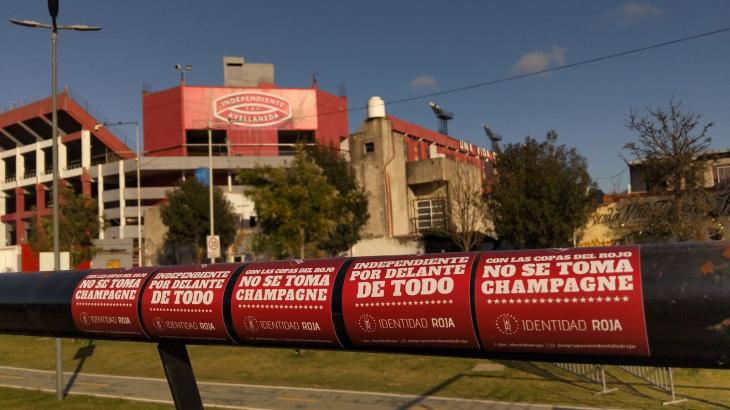 INDEPENDIENTE
AVELLANEDA
UNA VIDA
NO SE TOMA
CHAMPAGNE
IDENTIDAD ROJA
INDEPENDIENTE
POR DELANTE
DE TODO
IDENTIDAD ROJA
CON LAS COPAS DEL ROJO
NO SE TOMA
CHAMPAGNE
IDENTIDAD ROJA
INDEPENDIENTE
POR DELANTE
DE TODO
IDENTIDAD ROJA
CON LAS COPAS DEL ROJO
NO SE TOMA
CHAMPAGNE
IDENTIDAD ROJA